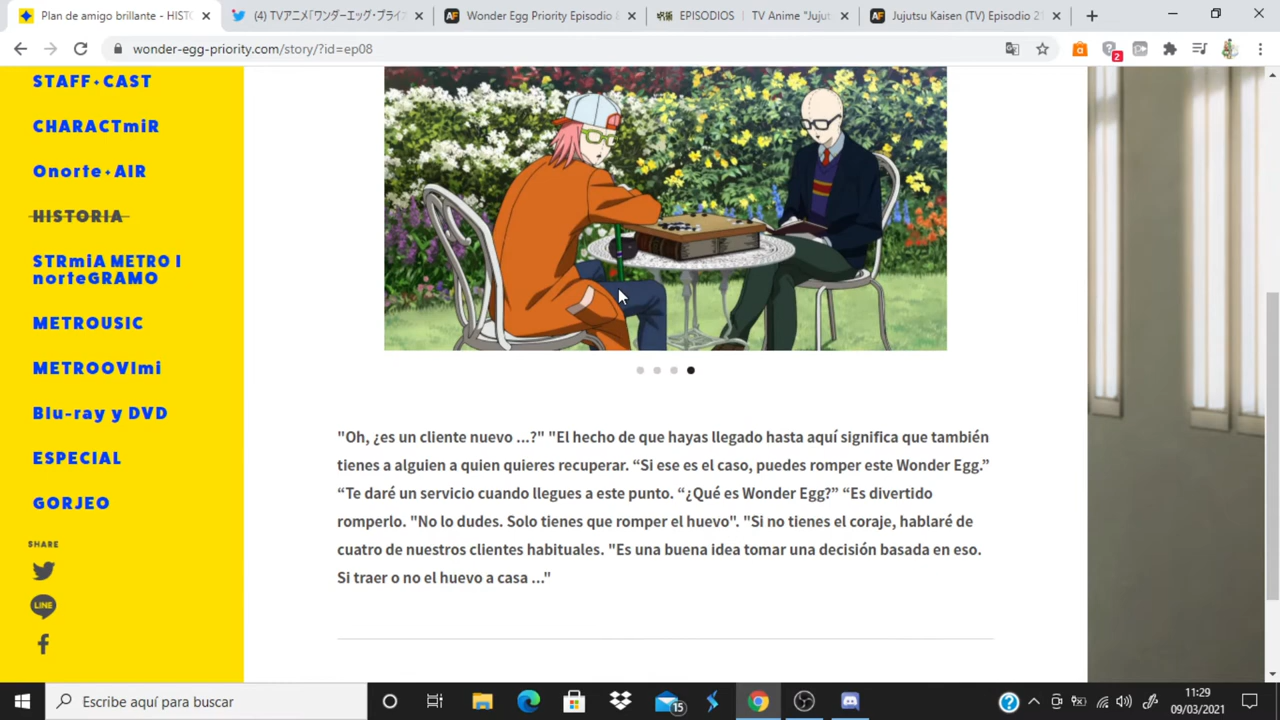 Plan de amigo brillante - HISTO
(4) TVアニメ「ワンダーエッグ・プライオ
Wonder Egg Priority Episodio
EPISODIOS | TV Anime "Jujut
Jujutsu Kaisen (TV) Episodio 21
wonder-egg-priority.com/story/?id=ep08
2
STAFF+CAST
CHARACTmiR
Onorte+AIR
HISTORIA
STRmiA METRO I
norteGRAMO
METROUSIC
METROOVImi
Blu-ray y DVD
ESPECIAL
GORJEO
SHARE
LINE
"Oh, ¿es un cliente nuevo ...?" "El hecho de que hayas llegado hasta aquí significa que también
tienes a alguien a quien quieres recuperar. “Si ese es el caso, puedes romper este Wonder Egg.”
“Te daré un servicio cuando llegues a este punto. “¿Qué es Wonder Egg?” “Es divertido
romperlo. "No lo dudes. Solo tienes que romper el huevo". "Si no tienes el coraje, hablaré de
cuatro de nuestros clientes habituales. "Es una buena idea tomar una decisión basada en eso.
Si traer o no el huevo a casa ..."
Escribe aquí para buscar
15
11:29
09/03/2021